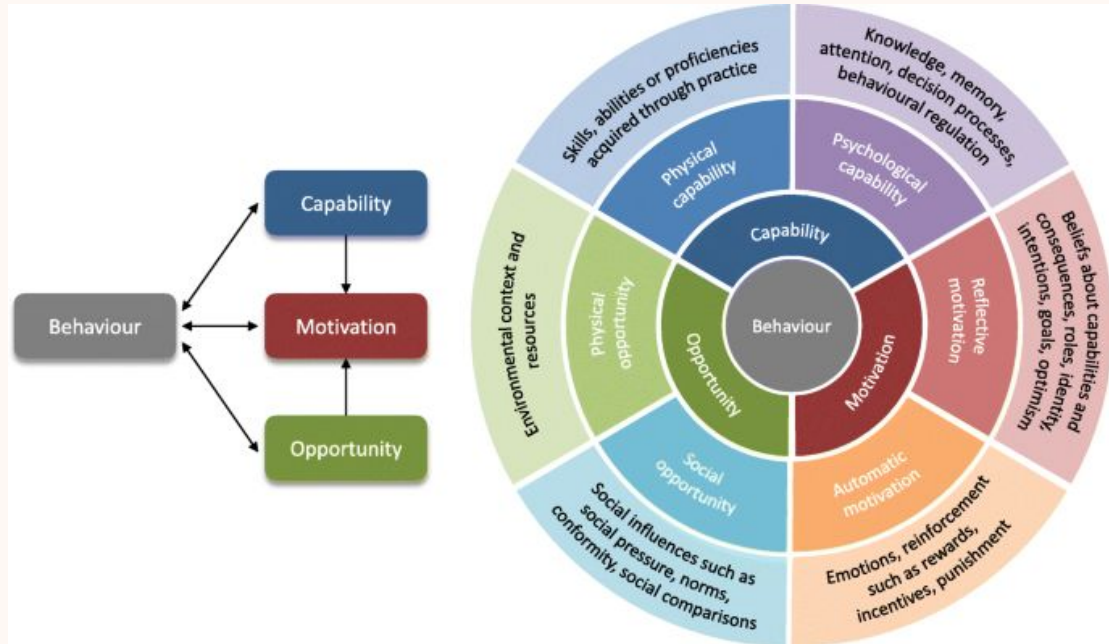 Capability
Behaviour
Motivation
Opportunity
Skills, abilities or proficiencies
acquired through practice
Knowledge, memory,
attention, decision processes,
behavioural regulation
Physical
capability
Psychological
capability
Capability
Environmental context and
resources
Physical
opportunity
Opportunity
Behaviour
Motivation
Reflective
motivation
Beliefs about capabilities and
consequences, roles, identity,
intentions, goals, optimism
Social
opportunity
Automatic
motivation
Social influences such as
social pressure, norms,
conformity, social comparisons
Emotions, reinforcement
such as rewards,
incentives, punishment